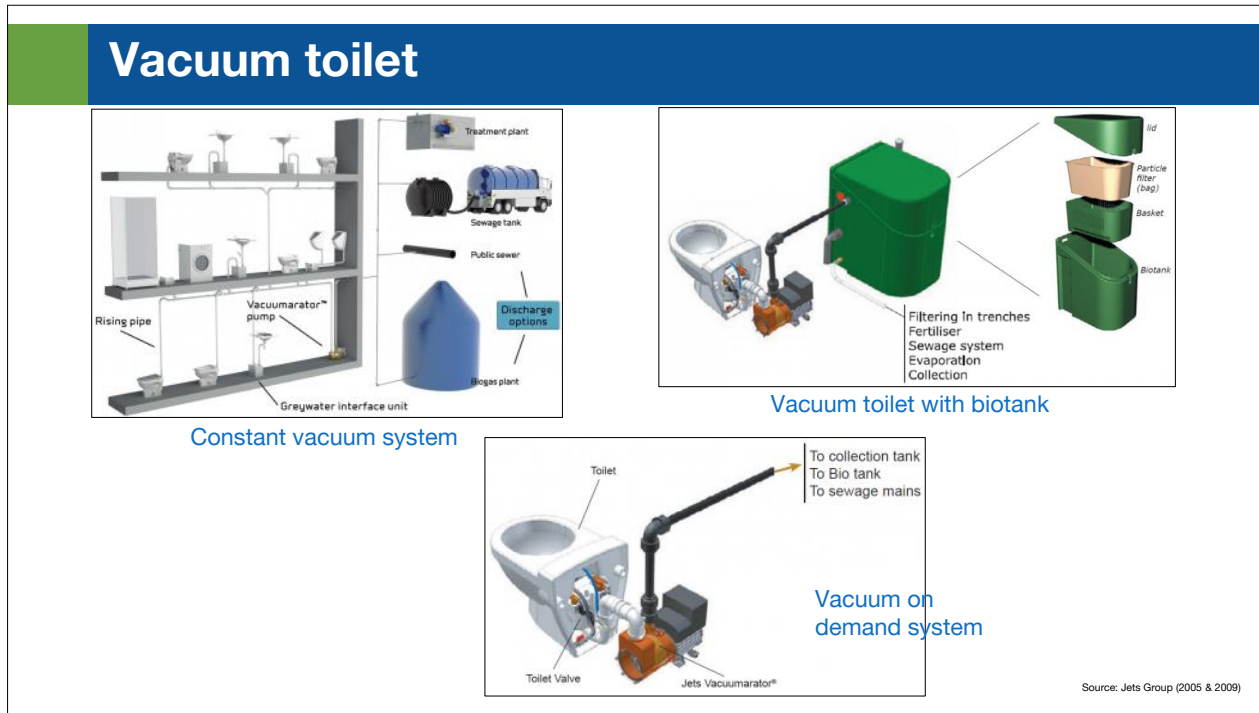 Vacuum toilet
Treatment plant
Sewage tank
Public sewer
Vacuumarator™
pump
Rising pipe
Discharge
options
Biogas plant
Greywater interface unit
Constant vacuum system
lid
Particle
filter
(bag)
Basket
Biotank
Filtering in trenches
Fertiliser
Sewage system
Evaporation
Collection
Vacuum toilet with biotank
Toilet
To collection tank
To Bio tank
To sewage mains
Vacuum on
demand system
Toilet Valve
Jets Vacuumarator®
Source: Jets Group (2005 & 2009)